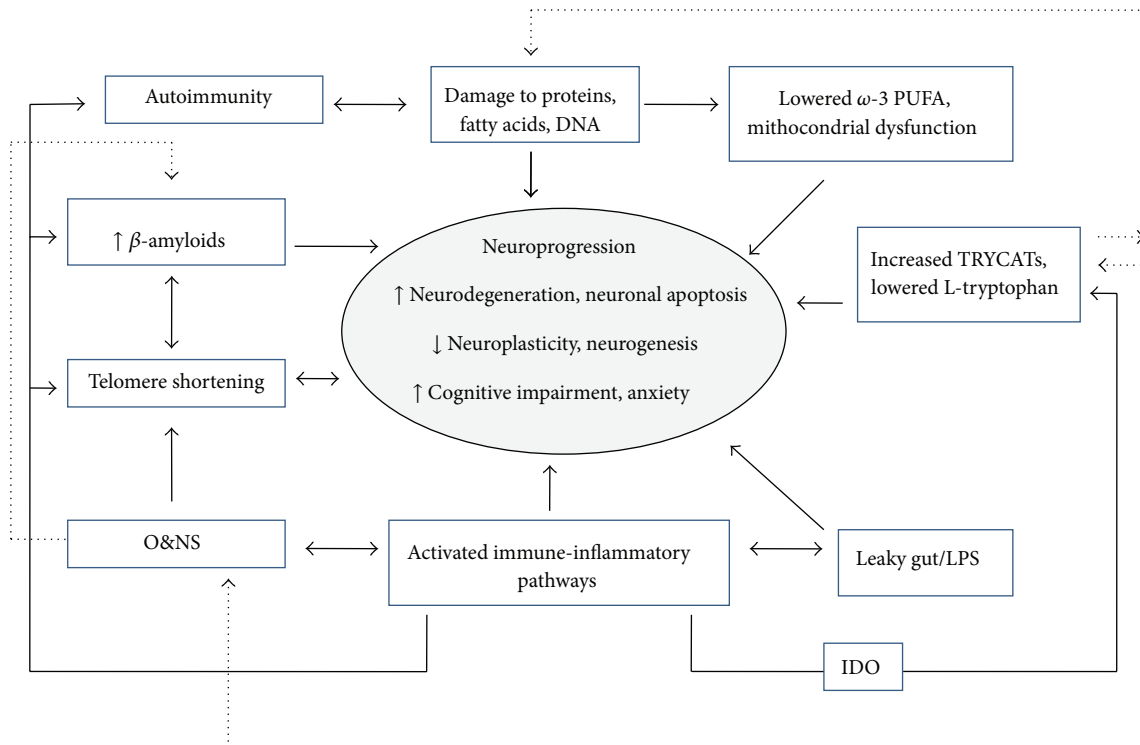 Autoimmunity
Damage to proteins,
fatty acids, DNA
Lowered ω-3 PUFA,
mithocondrial dysfunction
↑ β-amyloids
Neuroprogression
↑ Neurodegeneration, neuronal apoptosis
↓ Neuroplasticity, neurogenesis
↑ Cognitive impairment, anxiety
Increased TRYCATs,
lowered L-tryptophan
Telomere shortening
O&NS
Activated immune-inflammatory
pathways
Leaky gut/LPS
IDO